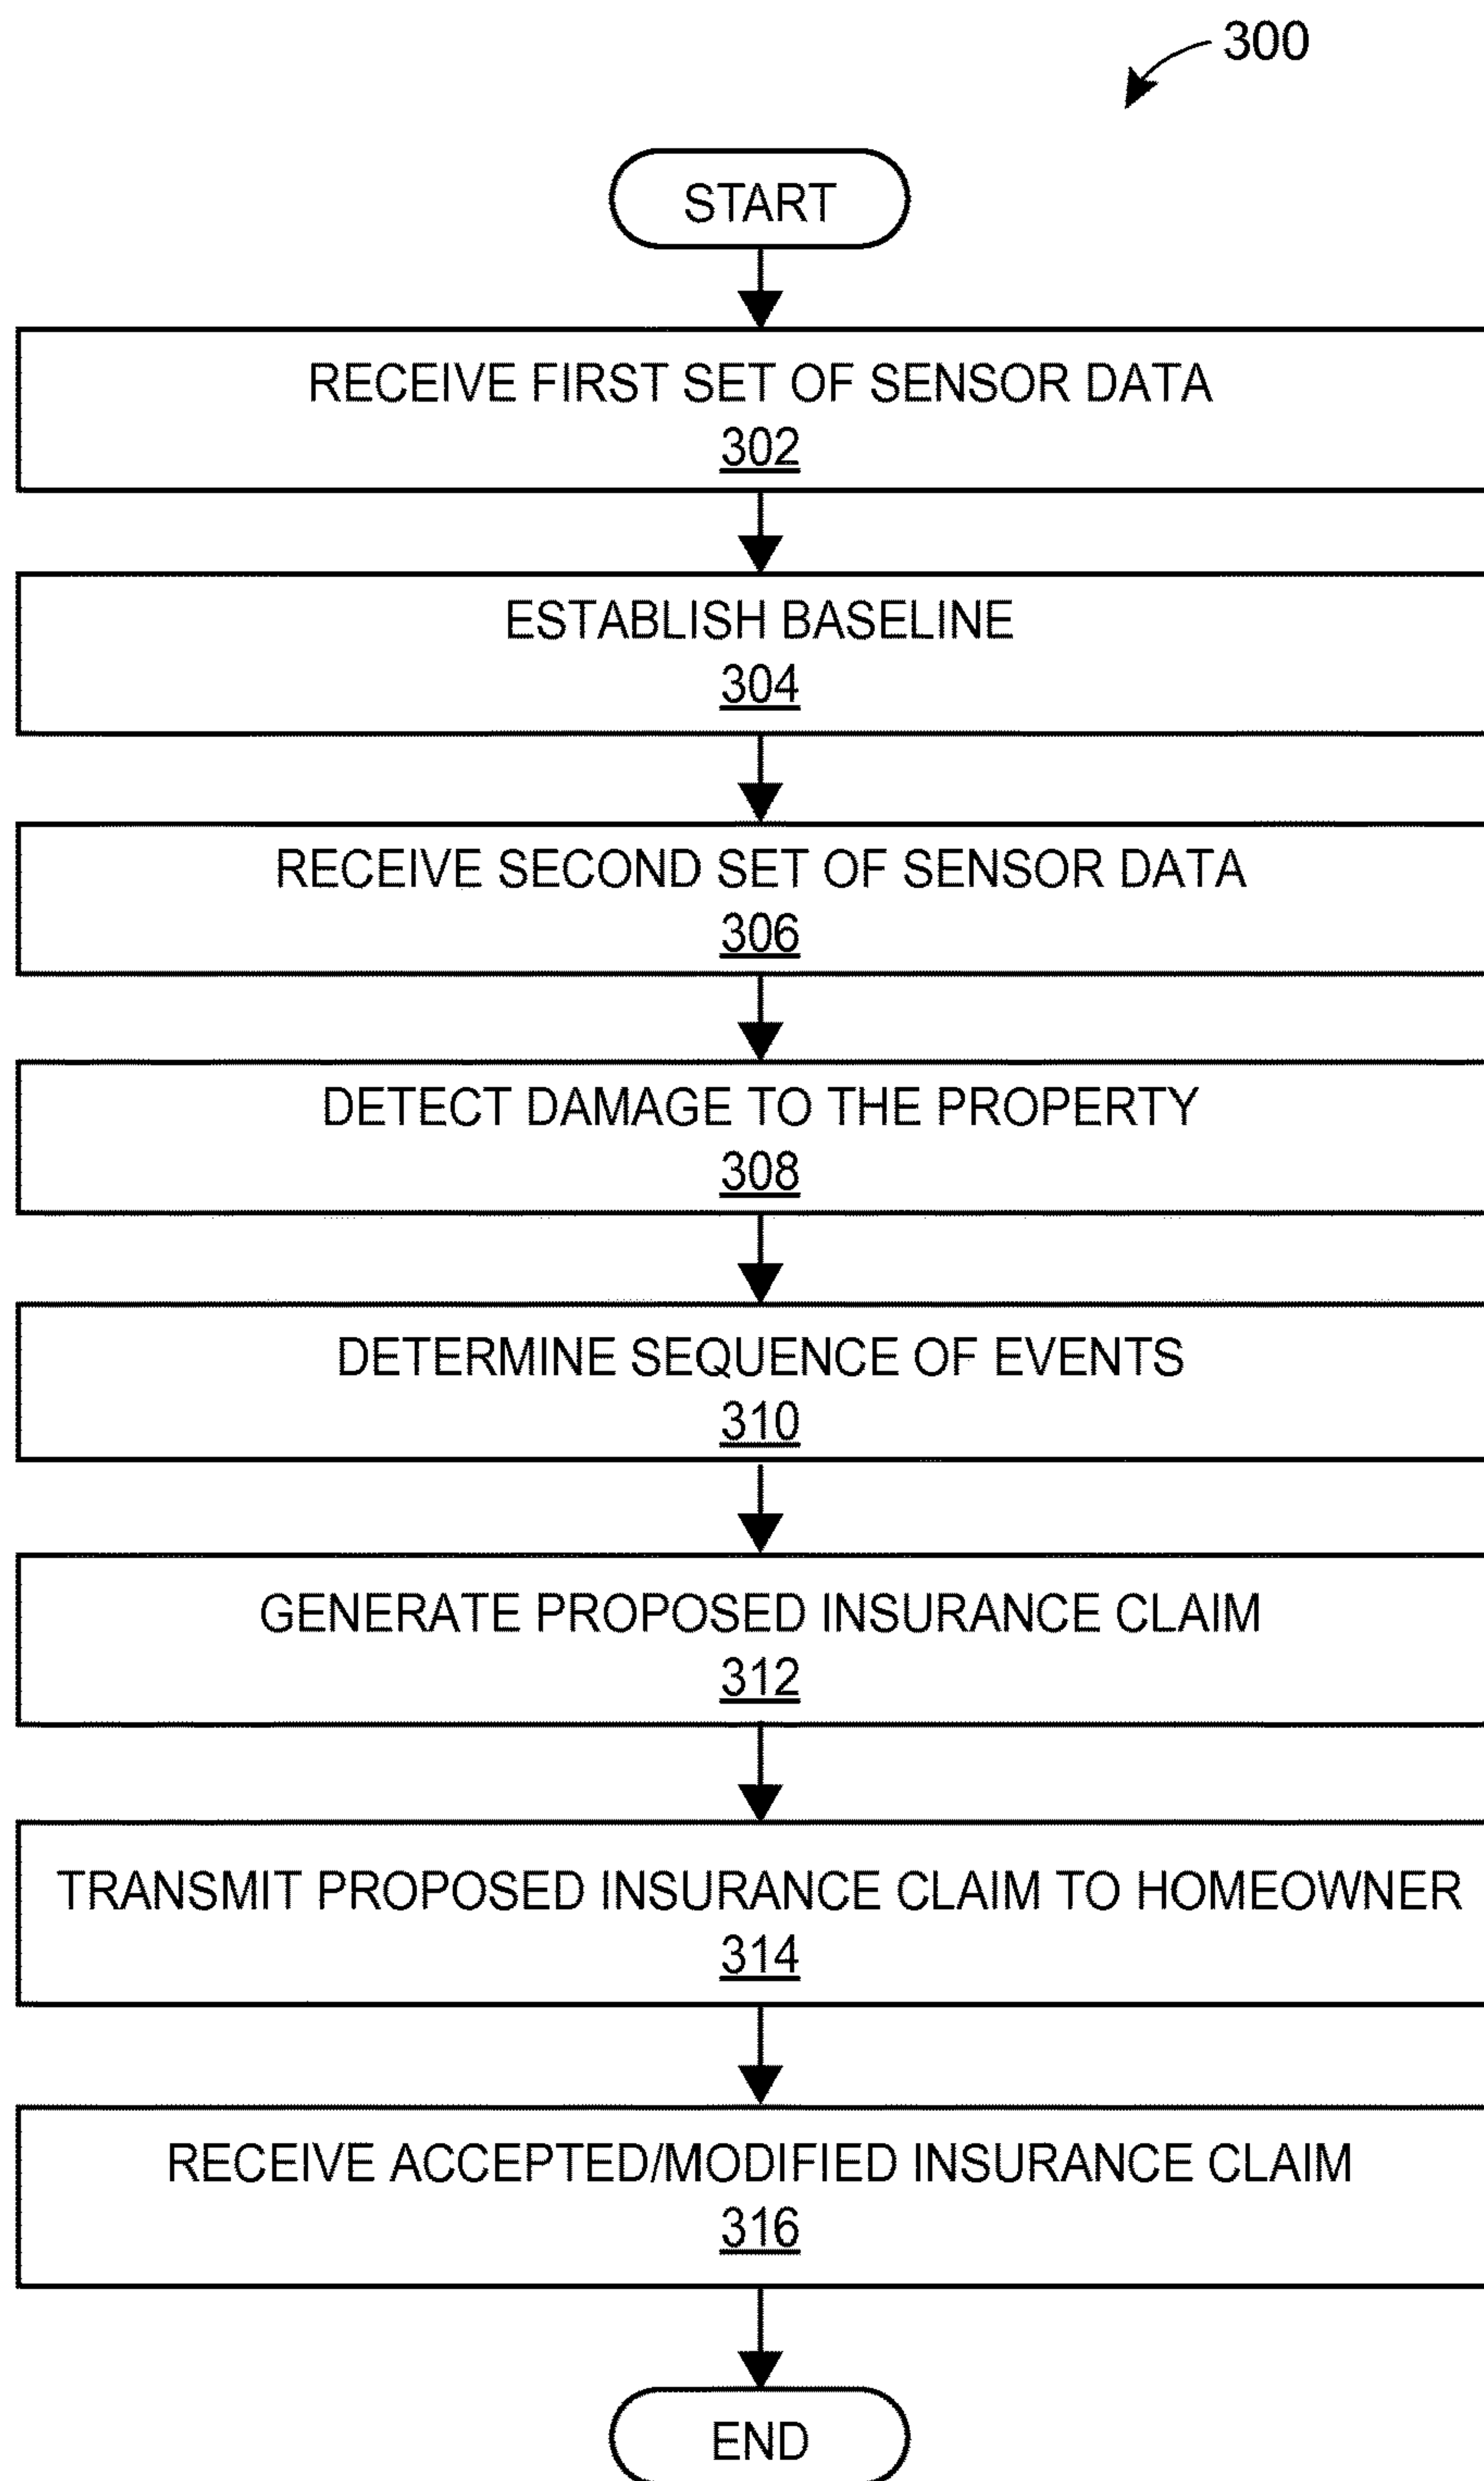 300
START
RECEIVE FIRST SET OF SENSOR DATA
302
ESTABLISH BASELINE
304
RECEIVE SECOND SET OF SENSOR DATA
306
DETECT DAMAGE TO THE PROPERTY
308
DETERMINE SEQUENCE OF EVENTS
310
GENERATE PROPOSED INSURANCE CLAIM
312
TRANSMIT PROPOSED INSURANCE CLAIM TO HOMEOWNER
314
RECEIVE ACCEPTED/MODIFIED INSURANCE CLAIM
316
END